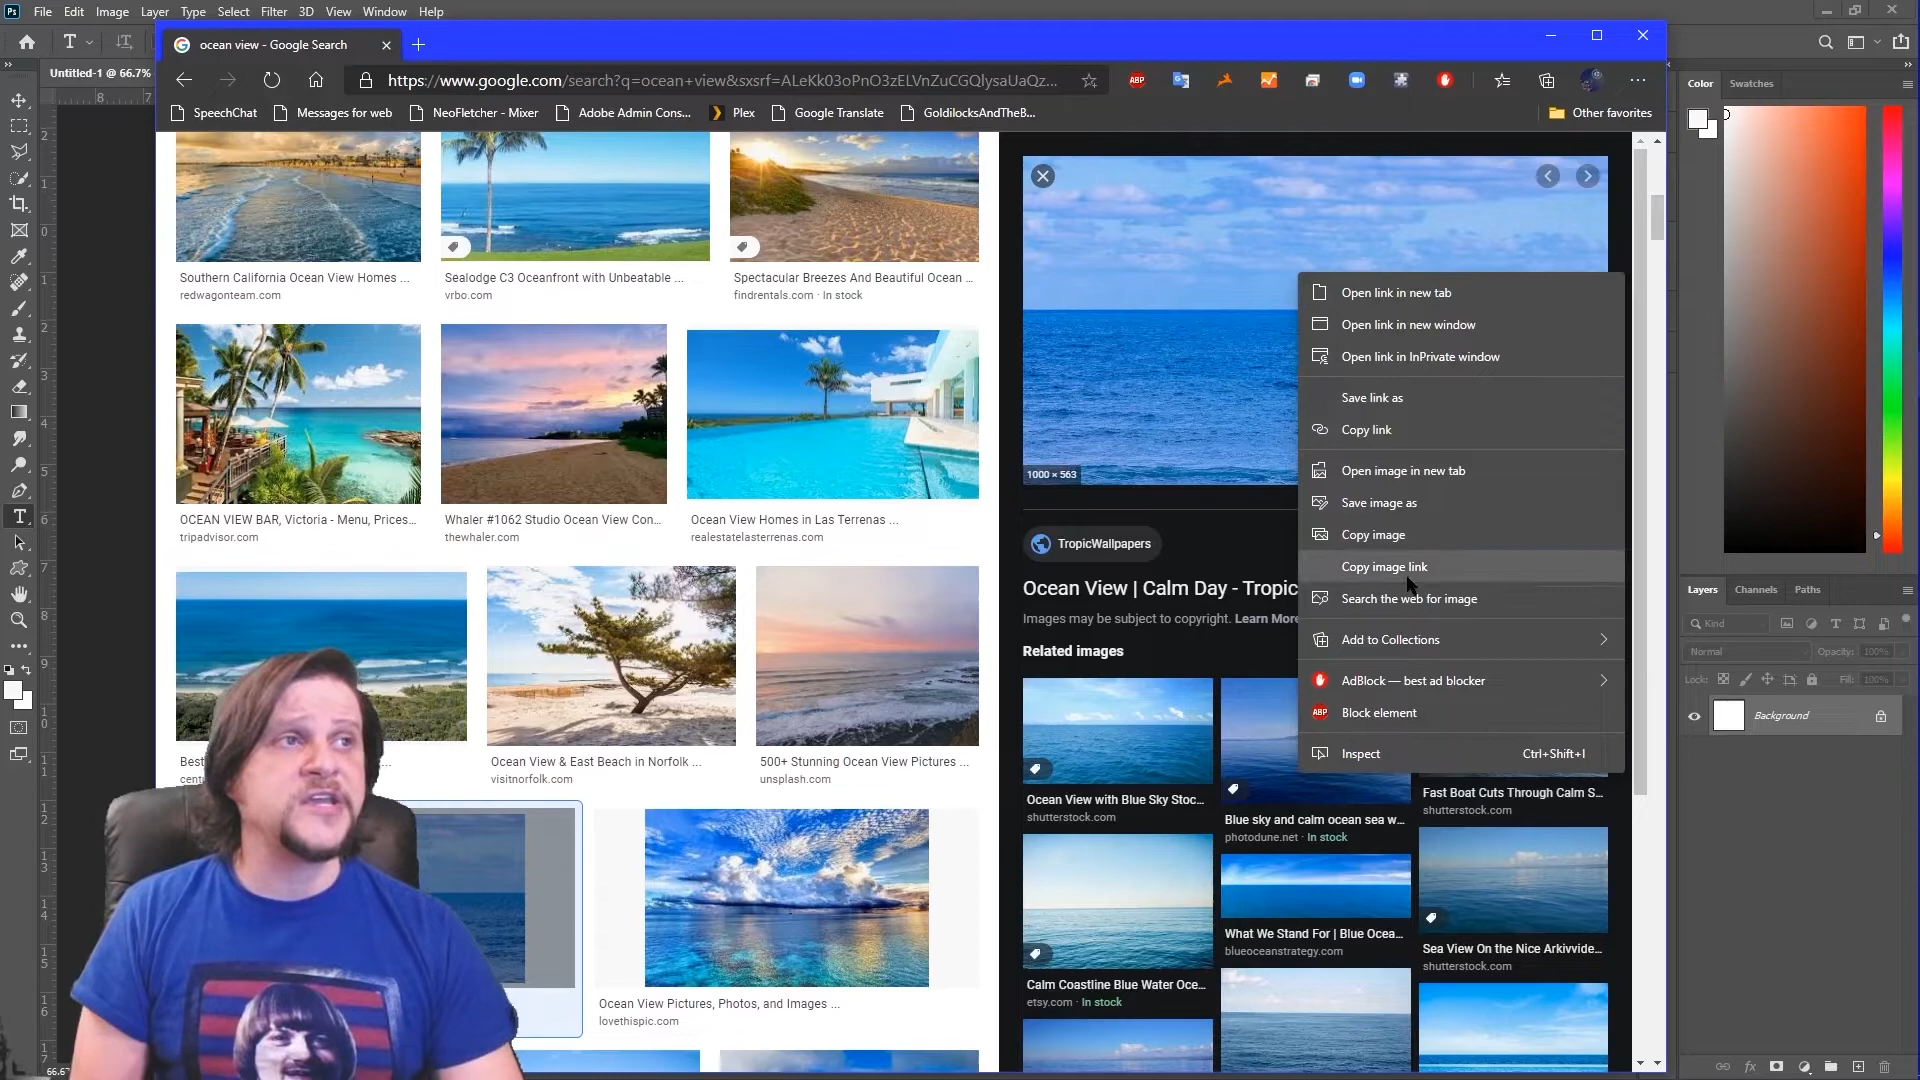 Ps File Edit Image Layer Type Select Filter 3D View Window Help
ocean view - Google Search
Untitled-1 @ 66.7%
https://www.google.com/search?q=ocean+view&sxsrf=ALeKk03oPnO3zELVnZuCGQlysaUaQz...
SpeechChat
Messages for web
NeoFletcher - Mixer
Adobe Admin Cons...
Plex
Google Translate
GoldilocksAndTheB...
Other favorites
Color
Swatches
Southern California Ocean View Homes ...
redwagonteam.com
Sealodge C3 Oceanfront with Unbeatable ...
vrbo.com
Spectacular Breezes And Beautiful Ocean ...
findrentals.com · In stock
OCEAN VIEW BAR, Victoria - Menu, Prices...
tripadvisor.com
Whaler #1062 Studio Ocean View Con...
thewhaler.com
Ocean View Homes in Las Terrenas ...
realestatelasterrenas.com
Best
centu
Ocean View & East Beach in Norfolk ...
visitnorfolk.com
500+ Stunning Ocean View Pictures ...
unsplash.com
Ocean View Pictures, Photos, and Images ...
lovethispic.com
1000 × 563
TropicWallpapers
Ocean View | Calm Day - Tropic
Images may be subject to copyright. Learn More
Related images
Ocean View with Blue Sky Stoc...
shutterstock.com
Blue sky and calm ocean sea w...
photodune.net · In stock
Fast Boat Cuts Through Calm S...
shutterstock.com
Calm Coastline Blue Water Oce...
etsy.com · In stock
What We Stand For | Blue Ocea...
blueoceanstrategy.com
Sea View On the Nice Arkivvide...
shutterstock.com
Open link in new tab
Open link in new window
Open link in InPrivate window
Save link as
Copy link
Open image in new tab
Save image as
Copy image
Copy image link
Search the web for image
Add to Collections
AdBlock — best ad blocker
ABP Block element
Inspect Ctrl+Shift+I
Layers
Channels
Paths
Kind
Normal
Opacity: 100%
Lock:
Fill: 100%
Background